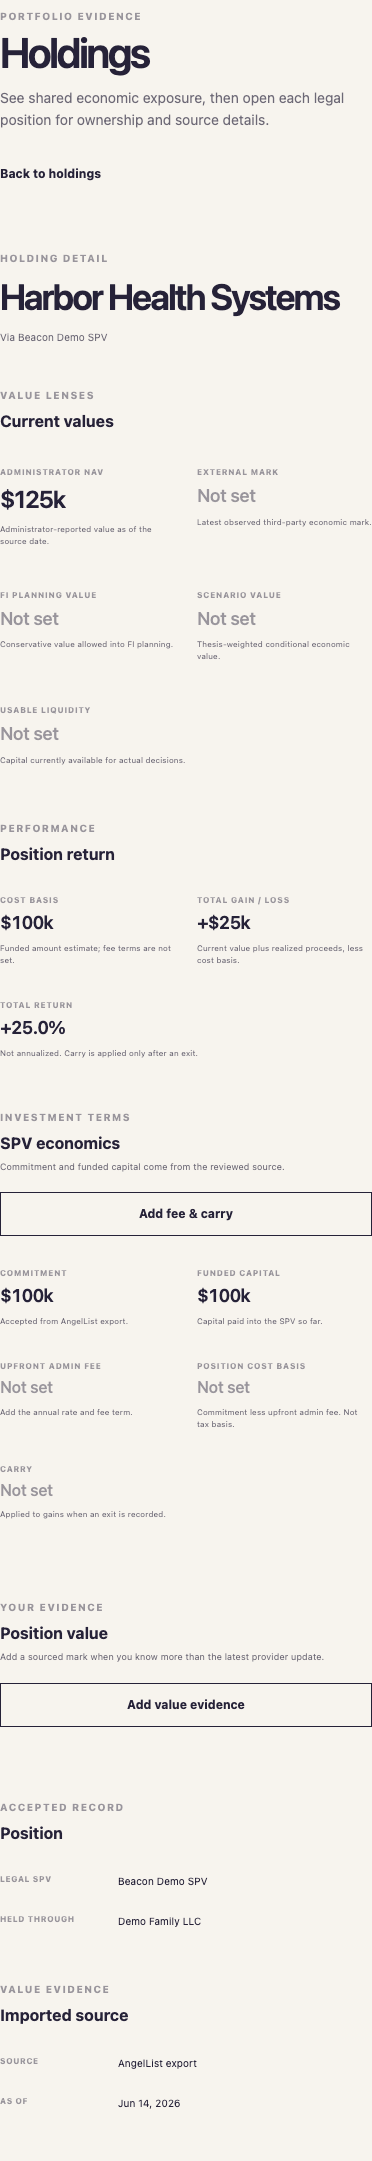 PORTFOLIO EVIDENCE
Holdings
See shared economic exposure, then open each legal
position for ownership and source details.
Back to holdings
HOLDING DETAIL
Harbor Health Systems
Via Beacon Demo SPV
VALUE LENSES
Current values
ADMINISTRATOR NAV
$125k
Administrator-reported value as of the
source date.
EXTERNAL MARK
Not set
Latest observed third-party economic mark.
FI PLANNING VALUE
Not set
Conservative value allowed into FI planning.
SCENARIO VALUE
Not set
Thesis-weighted conditional economic
value.
USABLE LIQUIDITY
Not set
Capital currently available for actual decisions.
PERFORMANCE
Position return
COST BASIS
$100k
Funded amount estimate; fee terms are not
set.
TOTAL GAIN / LOSS
+$25k
Current value plus realized proceeds, less
cost basis.
TOTAL RETURN
+25.0%
Not annualized. Carry is applied only after an exit.
INVESTMENT TERMS
SPV economics
Commitment and funded capital come from the reviewed source.
Add fee & carry
COMMITMENT
$100k
Accepted from AngelList export.
FUNDED CAPITAL
$100k
Capital paid into the SPV so far.
UPFRONT ADMIN FEE
Not set
Add the annual rate and fee term.
POSITION COST BASIS
Not set
Commitment less upfront admin fee. Not
tax basis.
CARRY
Not set
Applied to gains when an exit is recorded.
YOUR EVIDENCE
Position value
Add a sourced mark when you know more than the latest provider update.
Add value evidence
ACCEPTED RECORD
Position
LEGAL SPV
Beacon Demo SPV
HELD THROUGH
Demo Family LLC
VALUE EVIDENCE
Imported source
SOURCE
AngelList export
AS OF
Jun 14, 2026